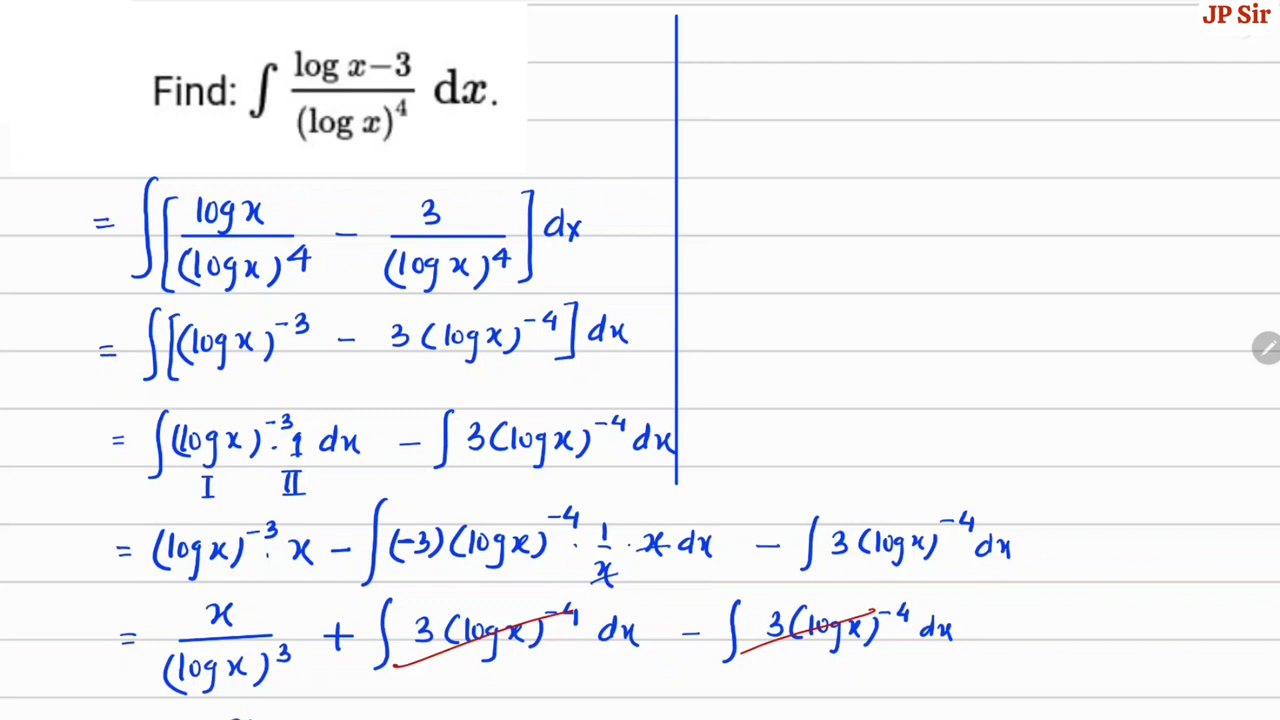 JP Sir
Find: ∫ (log x−3)/(log x)⁴ dx.
= ∫[ log x/(log x)⁴ − 3/(log x)⁴ ] dx
= ∫[(log x)⁻³ − 3(log x)⁻⁴] dx
= ∫(log x)⁻³·1 dx − ∫3(log x)⁻⁴ dx
I II
= (log x)⁻³·x − ∫(−3)(log x)⁻⁴·1/x·x dx − ∫3(log x)⁻⁴ dx
= x/(log x)³ + ∫3(log x)⁻⁴ dx − ∫3(log x)⁻⁴ dx